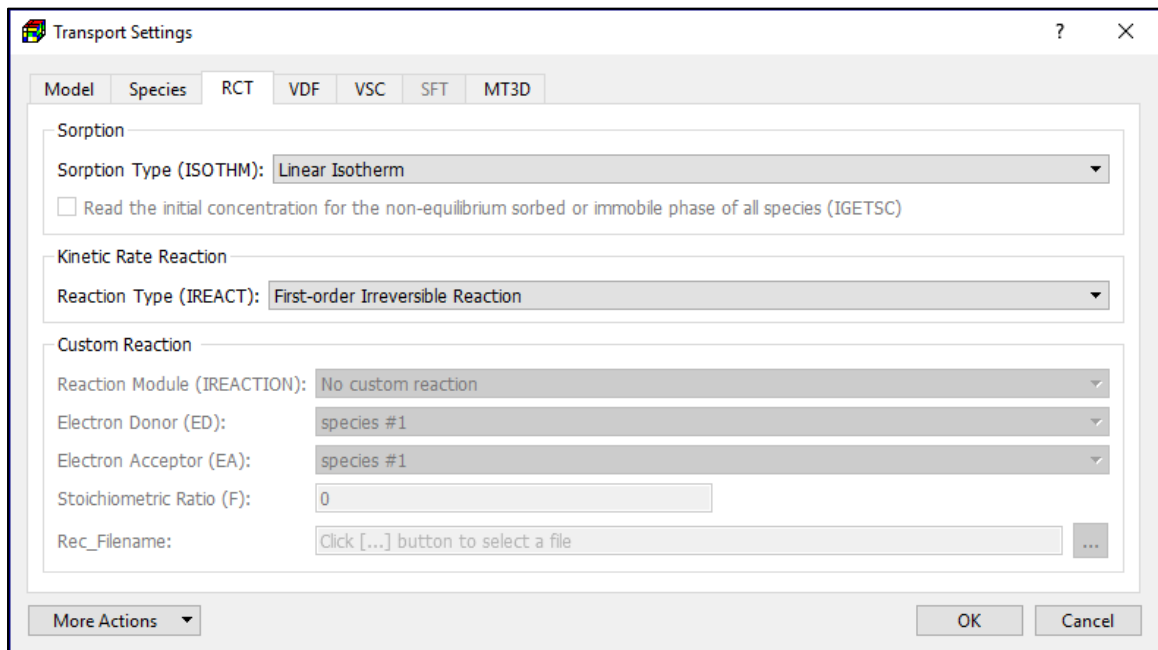 Transport Settings
?
Model Species RCT VDF VSC SFT MT3D
Sorption
Sorption Type (ISOTHM): Linear Isotherm
Read the initial concentration for the non-equilibrium sorbed or immobile phase of all species (IGETSC)
Kinetic Rate Reaction
Reaction Type (IREACT): First-order Irreversible Reaction
Custom Reaction
Reaction Module (IREACTION): No custom reaction
Electron Donor (ED): species #1
Electron Acceptor (EA): species #1
Stoichiometric Ratio (F): 0
Rec_Filename: Click [...] button to select a file ...
More Actions OK Cancel